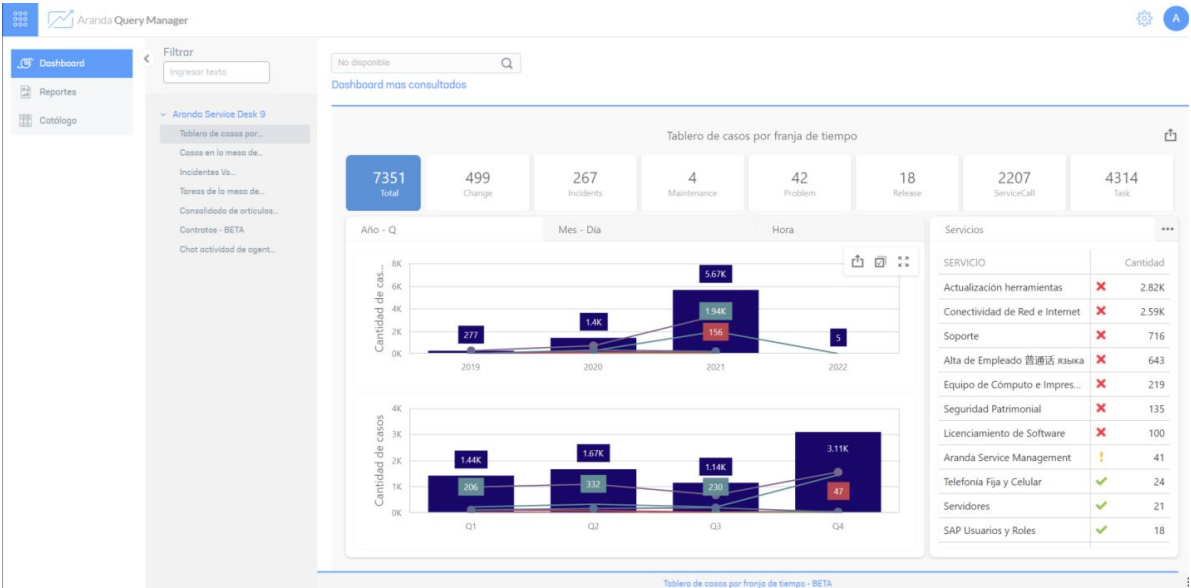 Aranda Query Manager
A
Dashboard
Reportes
Catálogo
Filtrar
Ingresar texto
Aranda Service Desk 9
Tablero de casos por...
Casos en la mesa de...
Incidentes Vs...
Tareas de la mesa de...
Consolidado de artículos...
Contratos - BETA
Chat actividad de agent...
No disponible
Dashboard mas consultados
Tablero de casos por franja de tiempo
7351 499 267 4 42 18 2207 4314
Total Change Incidents Maintenance Problem Release ServiceCall Task
Año - Q Mes - Día Hora
Cantidad de cas...
8K
6K
4K
2K
0K
277
1.4K
5.67K
1.94K
156
5
2019 2020 2021 2022
Cantidad de casos
4K
3K
2K
1K
0K
1.44K
206
1.67K
332
1.14K
230
3.11K
47
Q1 Q2 Q3 Q4
Servicios
SERVICIO Cantidad
Actualización herramientas 2.82K
Conectividad de Red e Internet 2.59K
Soporte 716
Alta de Empleado 普通话 языка 643
Equipo de Cómputo e Impres... 219
Seguridad Patrimonial 135
Licenciamiento de Software 100
Aranda Service Management 41
Telefonía Fija y Celular 24
Servidores 21
SAP Usuarios y Roles 18
Tablero de casos por franja de tiempo - BETA